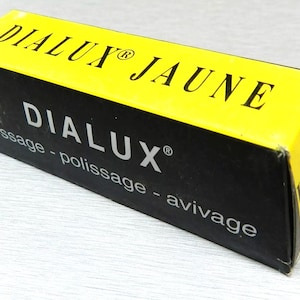 DIALUX® JAUNE
DIALUX®
ssage - polissage - avivage